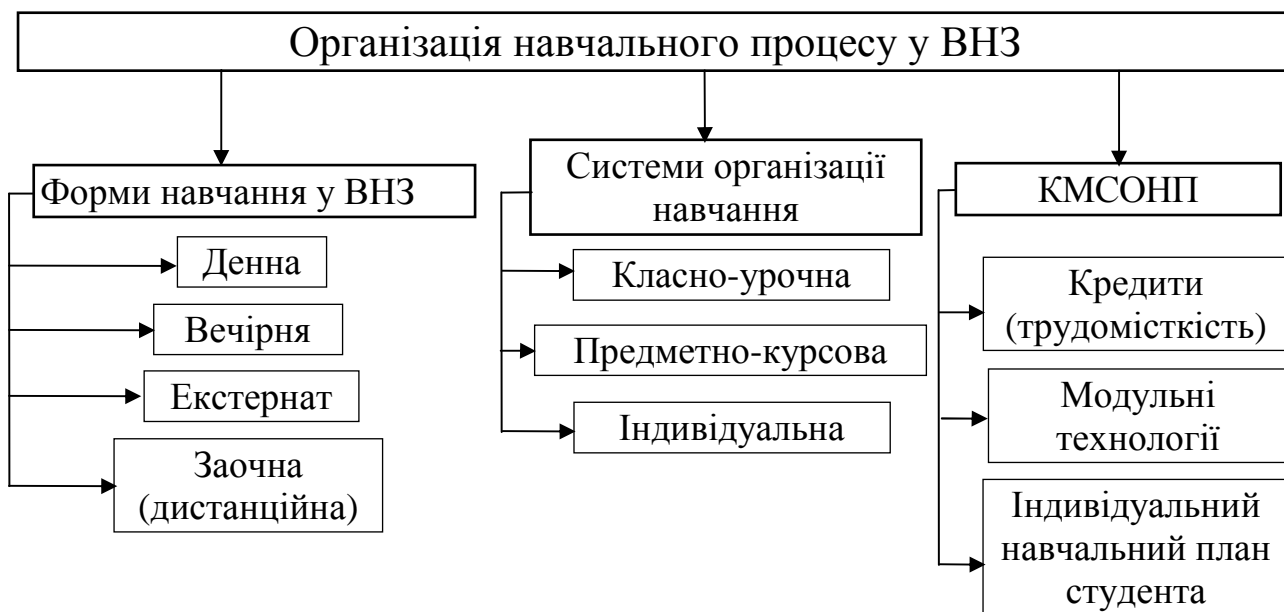 Організація навчального процесу у ВНЗ
Форми навчання у ВНЗ
Денна
Вечірня
Екстернат
Заочна
(дистанційна)
Системи організації
навчання
Класно-урочна
Предметно-курсова
Індивідуальна
КМСОНП
Кредити
(трудомісткість)
Модульні
технології
Індивідуальний
навчальний план
студента